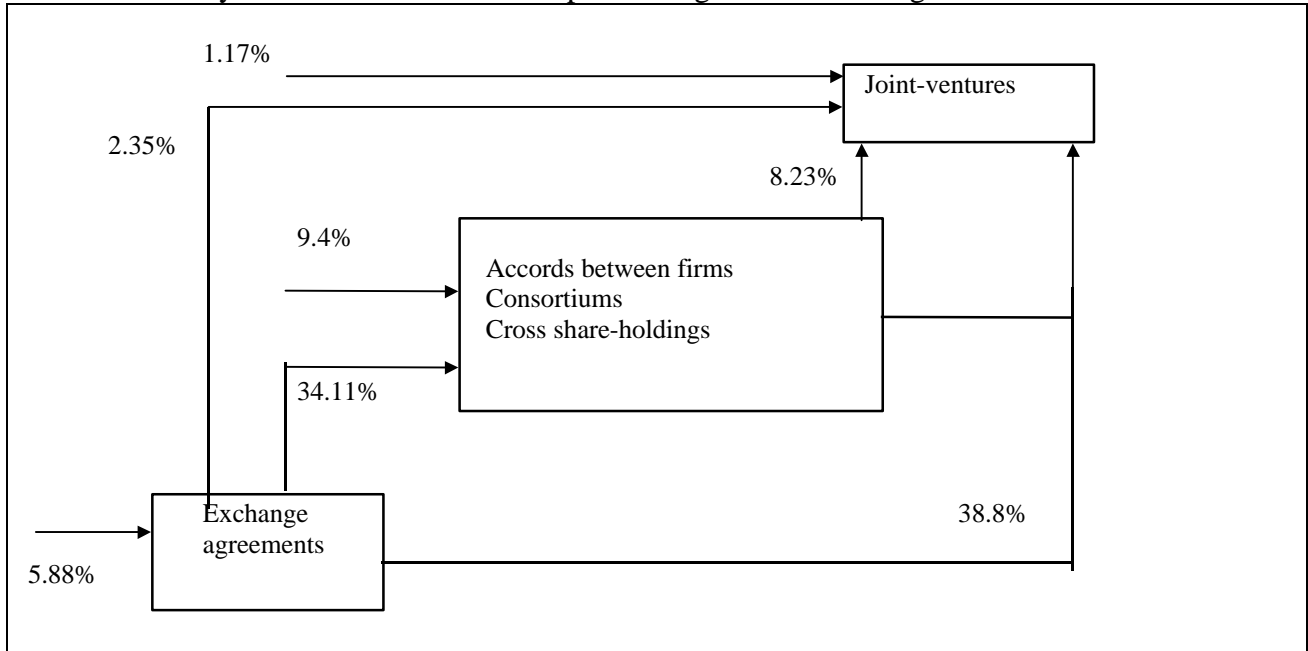 1.17%
Joint-ventures
2.35%
8.23%
9.4%
Accords between firms
Consortiums
Cross share-holdings
34.11%
Exchange
agreements
38.8%
5.88%